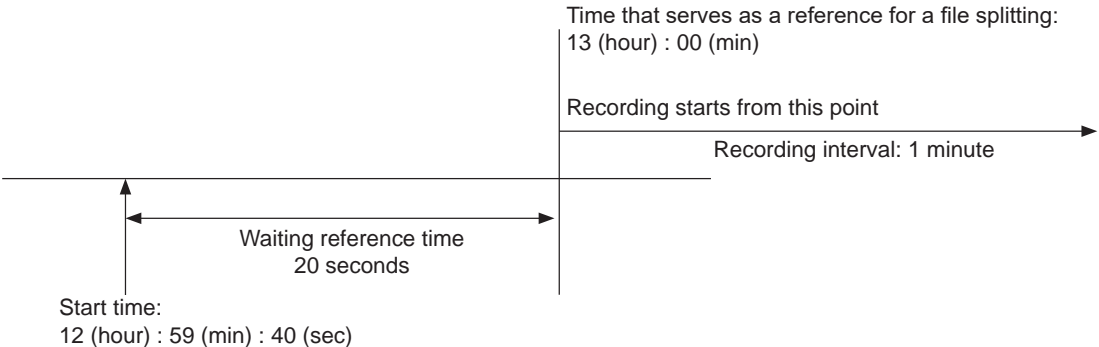 Time that serves as a reference for a file splitting:
13 (hour) : 00 (min)
Recording starts from this point
Recording interval: 1 minute
Waiting reference time
20 seconds
Start time:
12 (hour) : 59 (min) : 40 (sec)